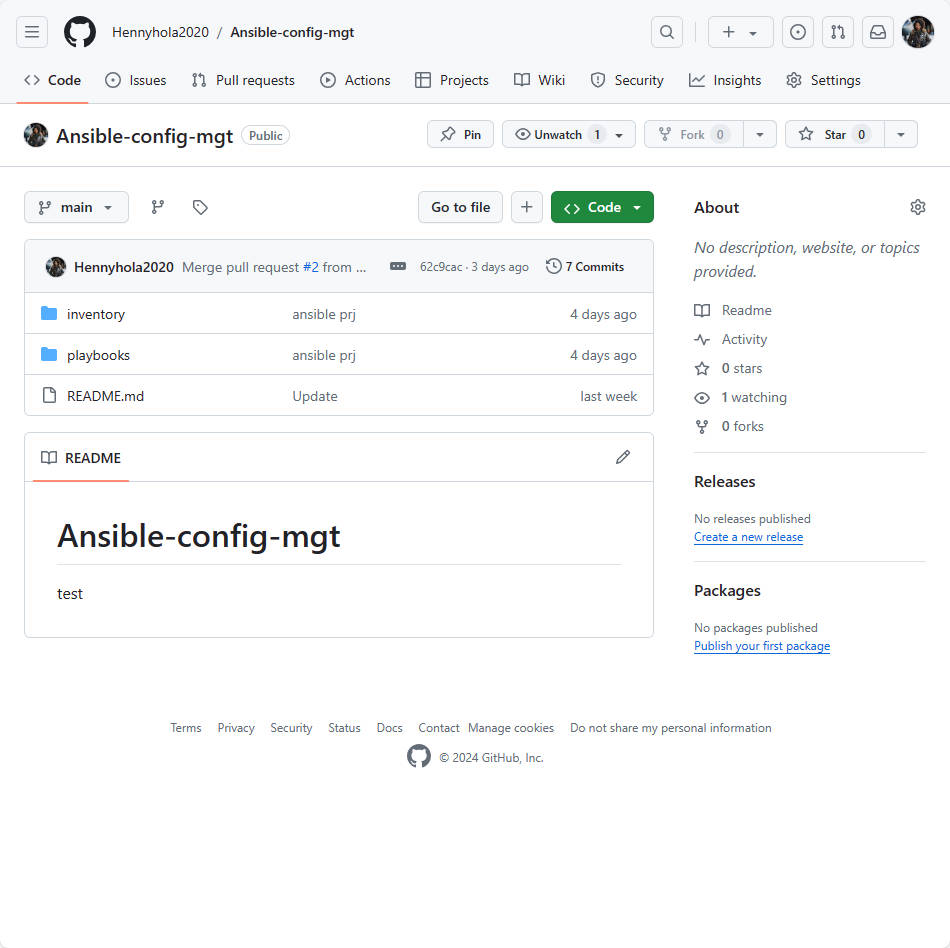 Hennyhola2020 / Ansible-config-mgt
Code Issues Pull requests Actions Projects Wiki Security Insights Settings
Ansible-config-mgt Public Pin Unwatch 1 Fork 0 Star 0
main Go to file Code
Hennyhola2020 Merge pull request #2 from ... 62c9cac · 3 days ago 7 Commits
inventory ansible prj 4 days ago
playbooks ansible prj 4 days ago
README.md Update last week
README
Ansible-config-mgt
test
About
No description, website, or topics
provided.
Readme
Activity
0 stars
1 watching
0 forks
Releases
No releases published
Create a new release
Packages
No packages published
Publish your first package
Terms Privacy Security Status Docs Contact Manage cookies Do not share my personal information
© 2024 GitHub, Inc.